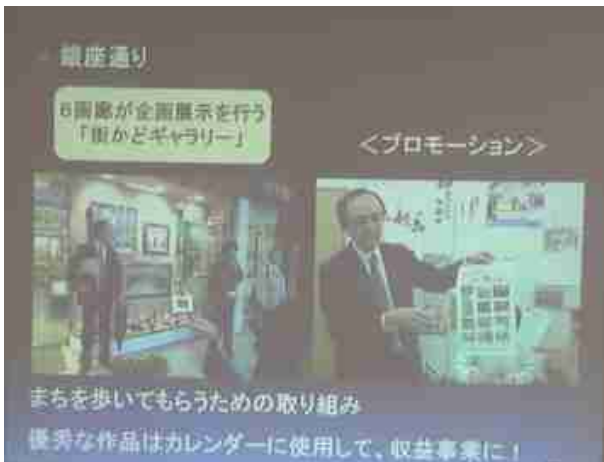 銀座通り
6画廊が企画展示を行う
「街かどギャラリー」
<プロモーション>
まちを歩いてもらうための取り組み
優秀な作品はカレンダーに使用して、収益事業に!